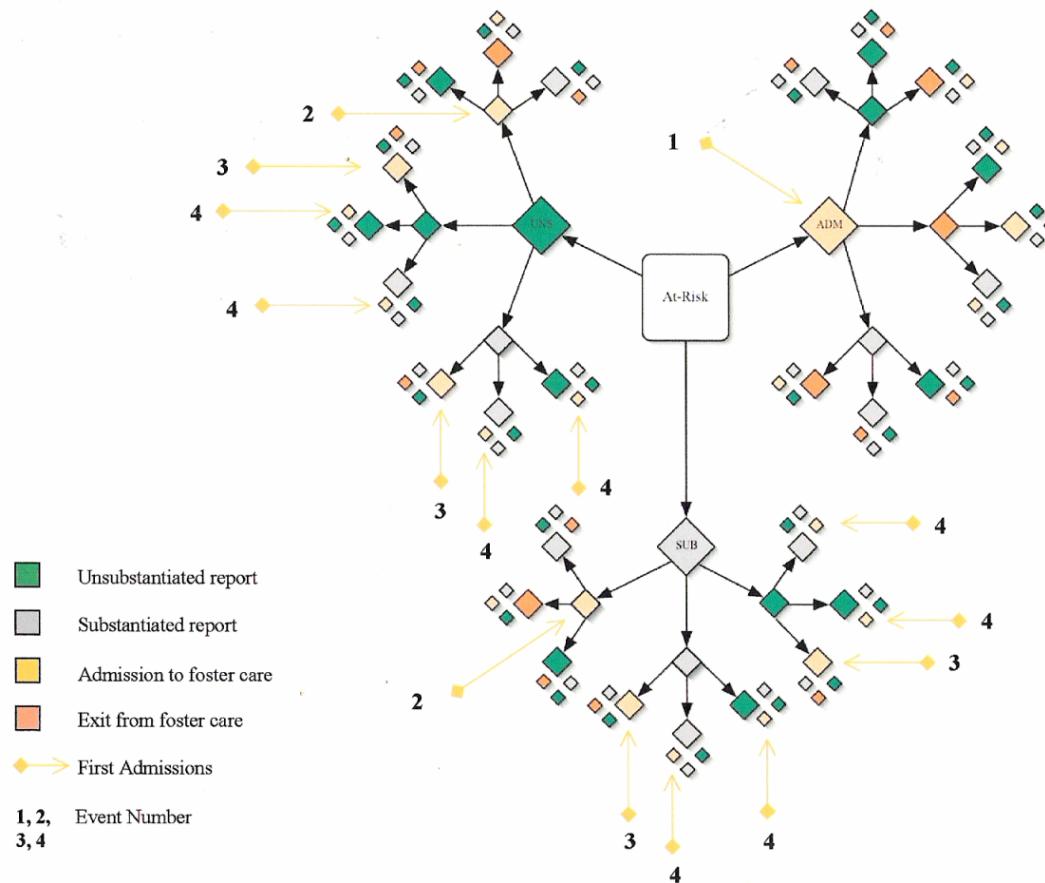 2
1
3
4
UNS
ADM
At-Risk
4
3
4
4
SUB
4
4
3
2
3
4
4
Unsubstantiated report
Substantiated report
Admission to foster care
Exit from foster care
First Admissions
1, 2,
3, 4
Event Number